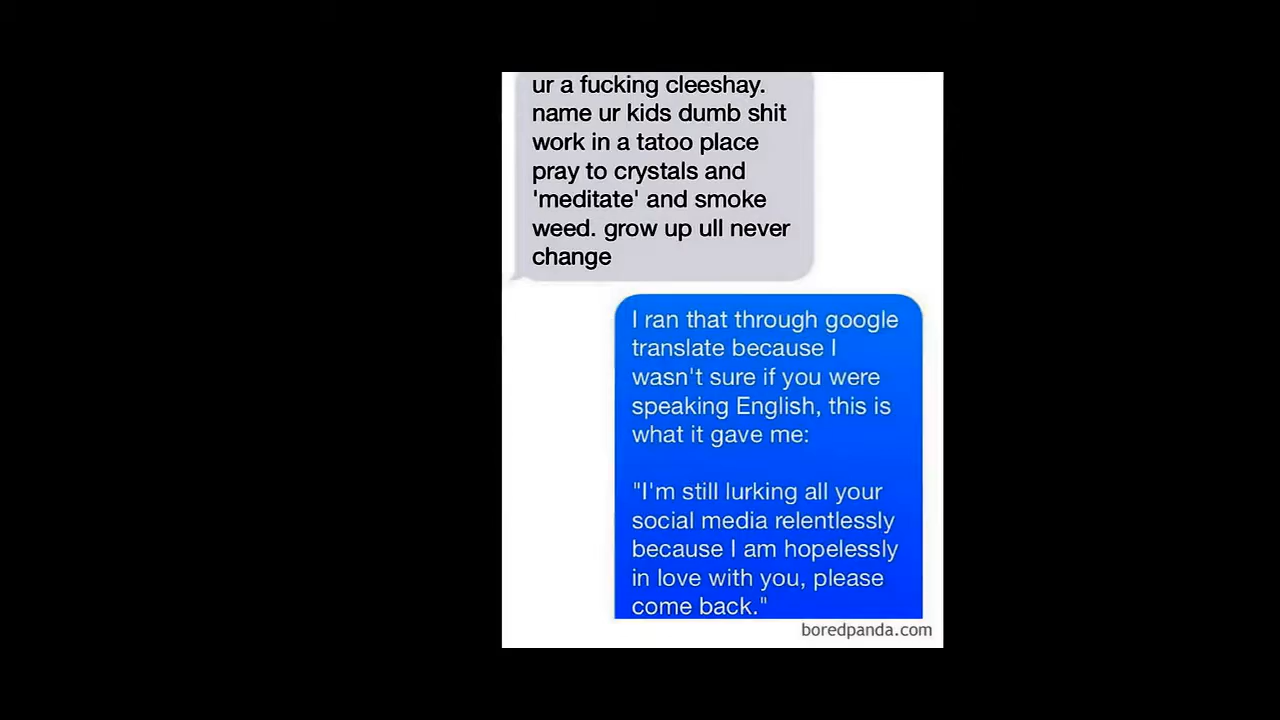 ur a fucking cleeshay.
name ur kids dumb shit
work in a tatoo place
pray to crystals and
'meditate' and smoke
weed. grow up ull never
change
I ran that through google
translate because I
wasn't sure if you were
speaking English, this is
what it gave me:
"I'm still lurking all your
social media relentlessly
because I am hopelessly
in love with you, please
come back."
boredpanda.com